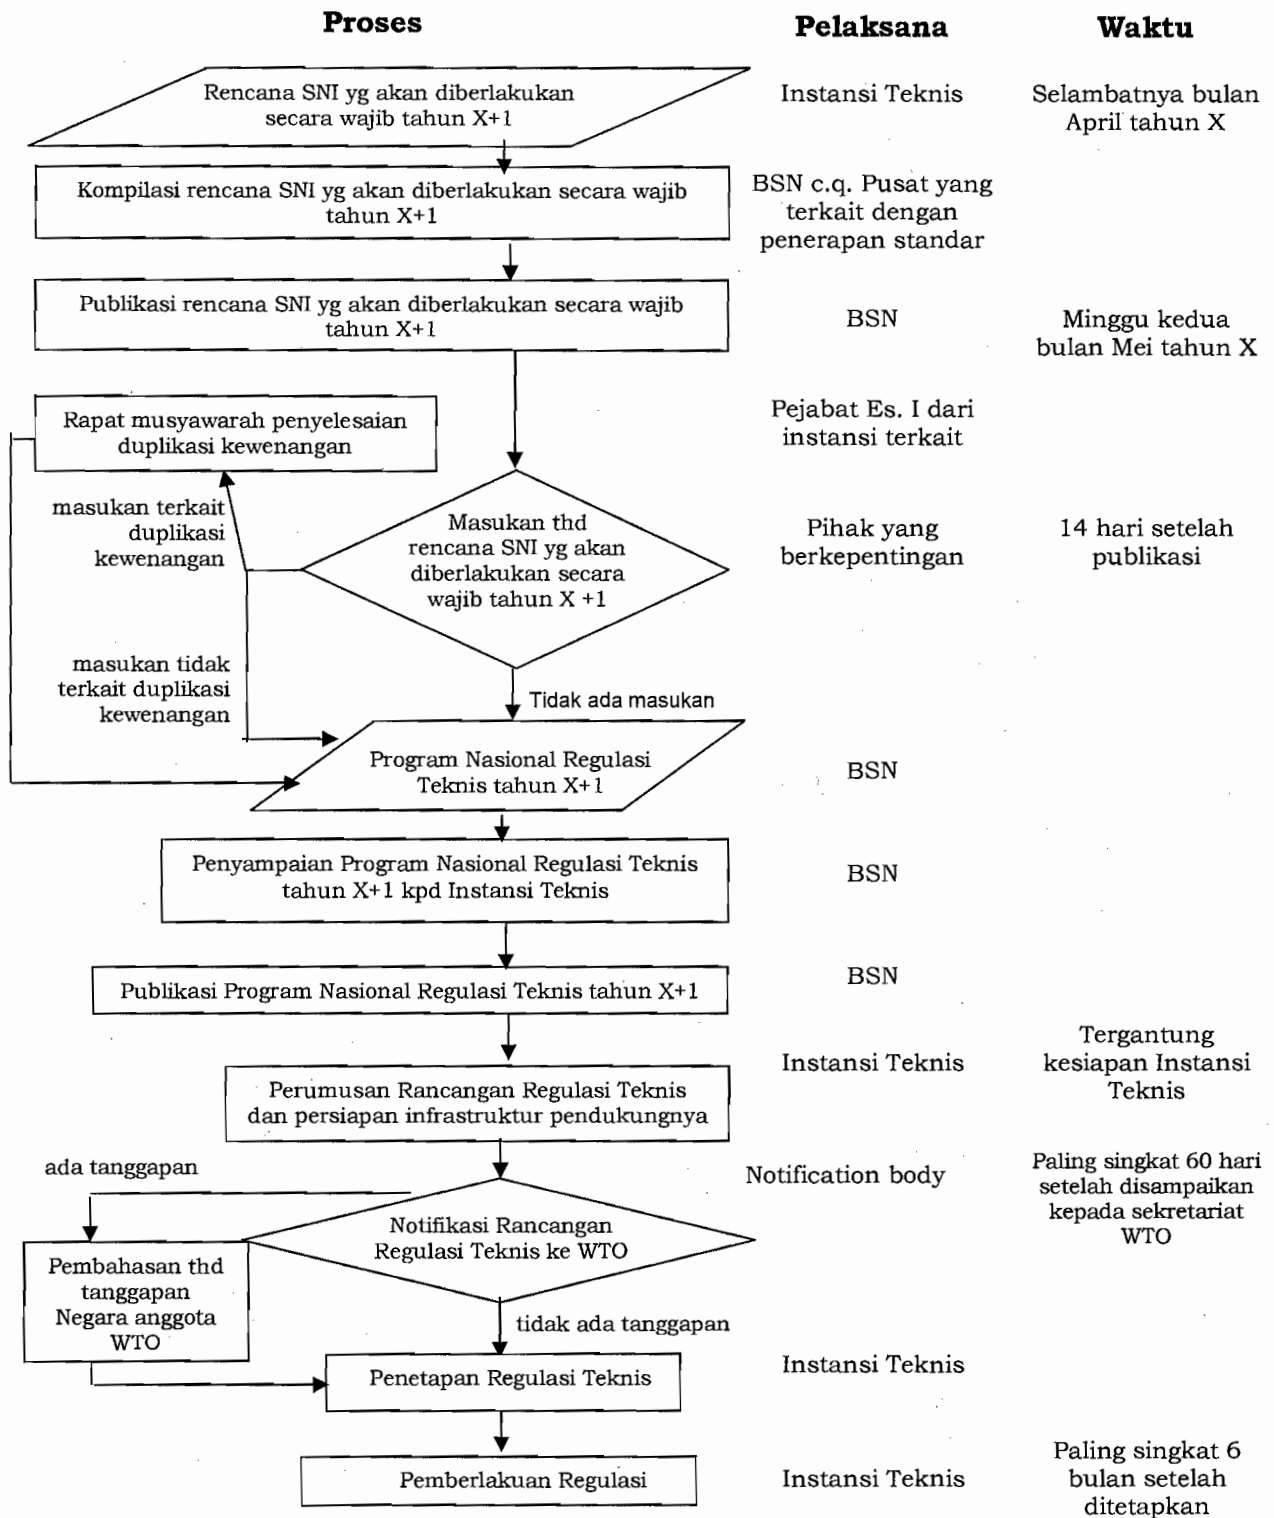 Proses
Pelaksana
Waktu
Rencana SNI yg akan diberlakukan
secara wajib tahun X+1
Instansi Teknis
Selambatnya bulan
April tahun X
Kompilasi rencana SNI yg akan diberlakukan secara wajib
tahun X+1
BSN c.q. Pusat yang
terkait dengan
penerapan standar
Publikasi rencana SNI yg akan diberlakukan secara wajib
tahun X+1
BSN
Minggu kedua
bulan Mei tahun X
Rapat musyawarah penyelesaian
duplikasi kewenangan
Pejabat Es. I dari
instansi terkait
masukan terkait
duplikasi
kewenangan
Masukan thd
rencana SNI yg akan
diberlakukan secara
wajib tahun X +1
Pihak yang
berkepentingan
14 hari setelah
publikasi
masukan tidak
terkait duplikasi
kewenangan
Tidak ada masukan
Program Nasional Regulasi
Teknis tahun X+1
BSN
Penyampaian Program Nasional Regulasi Teknis
tahun X+1 kpd Instansi Teknis
BSN
Publikasi Program Nasional Regulasi Teknis tahun X+1
BSN
Perumusan Rancangan Regulasi Teknis
dan persiapan infrastruktur pendukungnya
Instansi Teknis
Tergantung
kesiapan Instansi
Teknis
ada tanggapan
Notifikasi Rancangan
Regulasi Teknis ke WTO
Notification body
Paling singkat 60 hari
setelah disampaikan
kepada sekretariat
WTO
Pembahasan thd
tanggapan
Negara anggota
WTO
tidak ada tanggapan
Penetapan Regulasi Teknis
Instansi Teknis
Pemberlakuan Regulasi
Instansi Teknis
Paling singkat 6
bulan setelah
ditetapkan